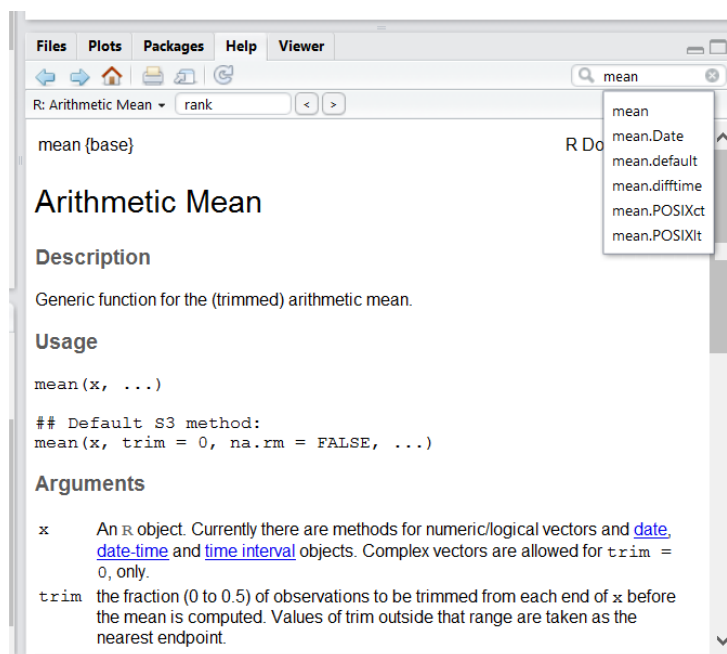 Files Plots Packages Help Viewer
mean
R: Arithmetic Mean rank < >
mean
mean.Date
mean.default
mean.difftime
mean.POSIXct
mean.POSIXlt
mean {base} R Do
Arithmetic Mean
Description
Generic function for the (trimmed) arithmetic mean.
Usage
mean(x, ...)
## Default S3 method:
mean(x, trim = 0, na.rm = FALSE, ...)
Arguments
x An R object. Currently there are methods for numeric/logical vectors and date,
date-time and time interval objects. Complex vectors are allowed for trim =
0, only.
trim the fraction (0 to 0.5) of observations to be trimmed from each end of x before
the mean is computed. Values of trim outside that range are taken as the
nearest endpoint.